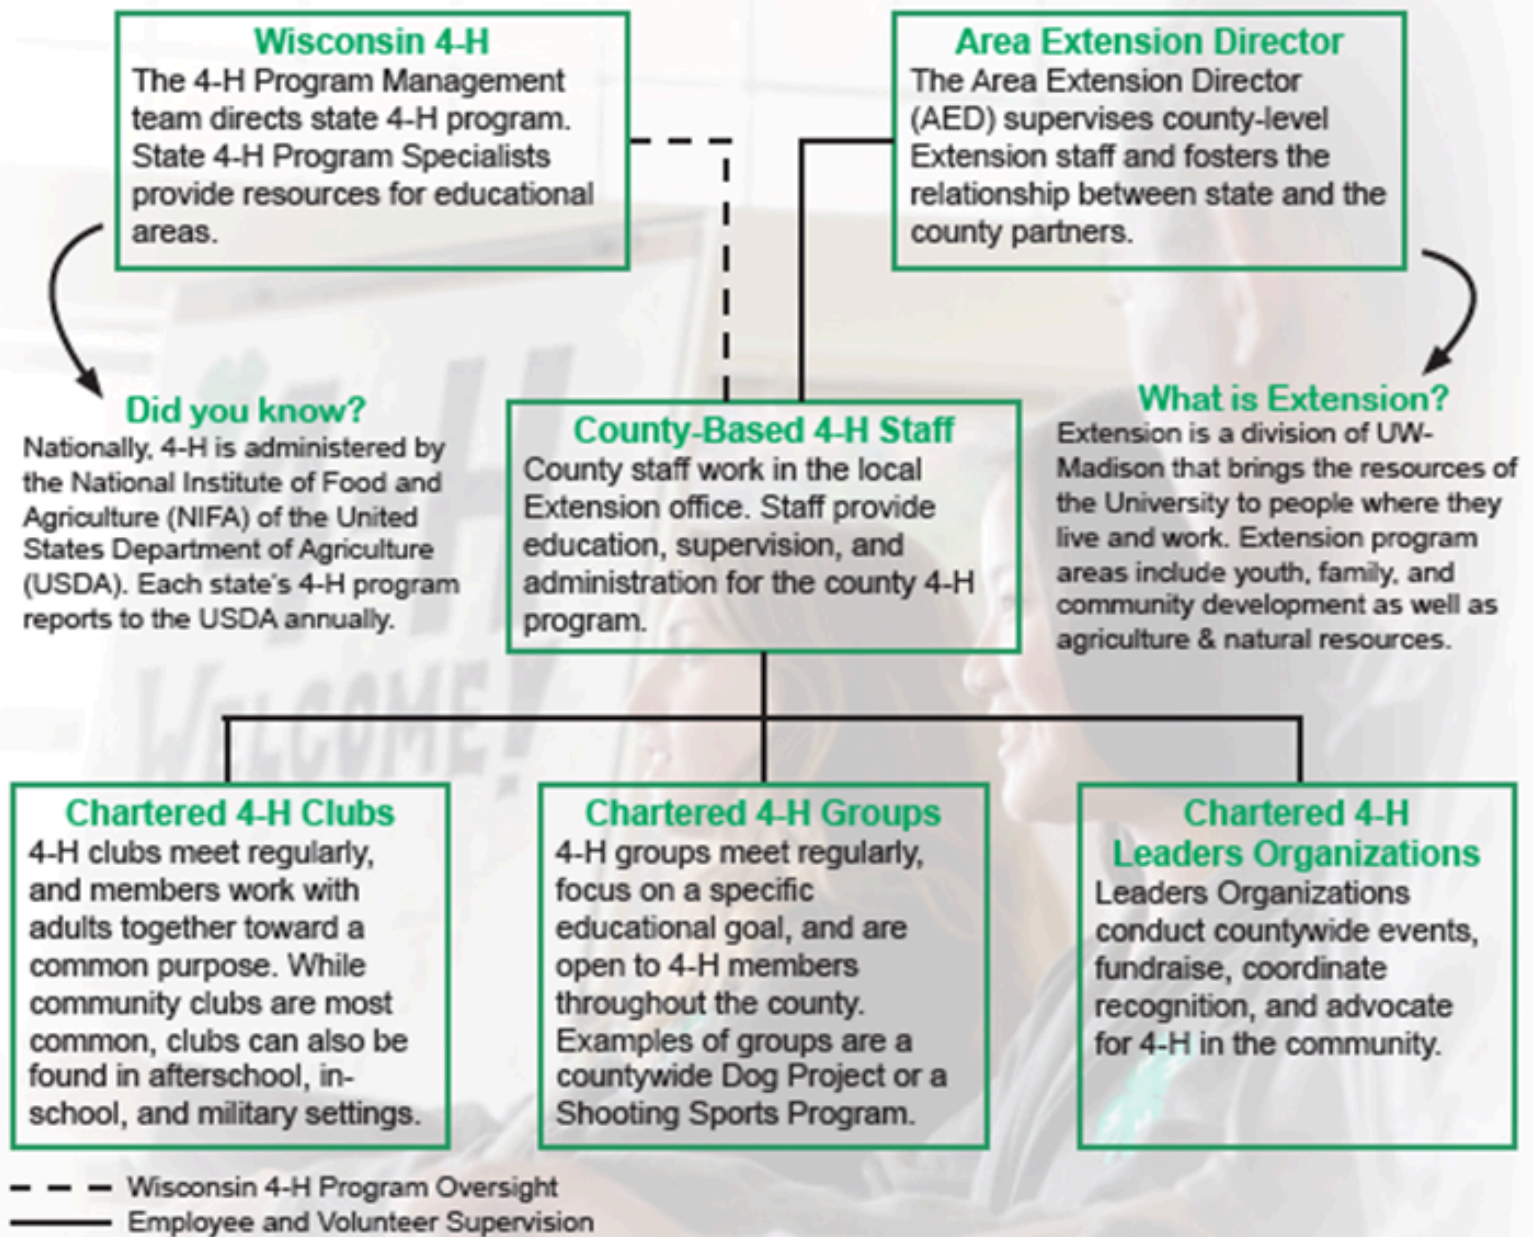 Wisconsin 4-H
The 4-H Program Management
team directs state 4-H program.
State 4-H Program Specialists
provide resources for educational
areas.
Area Extension Director
The Area Extension Director
(AED) supervises county-level
Extension staff and fosters the
relationship between state and the
county partners.
Did you know?
Nationally, 4-H is administered by
the National Institute of Food and
Agriculture (NIFA) of the United
States Department of Agriculture
(USDA). Each state's 4-H program
reports to the USDA annually.
County-Based 4-H Staff
County staff work in the local
Extension office. Staff provide
education, supervision, and
administration for the county 4-H
program.
What is Extension?
Extension is a division of UW-
Madison that brings the resources of
the University to people where they
live and work. Extension program
areas include youth, family, and
community development as well as
agriculture & natural resources.
4-H
WELCOME!
Chartered 4-H Clubs
4-H clubs meet regularly,
and members work with
adults together toward a
common purpose. While
community clubs are most
common, clubs can also be
found in afterschool, in-
school, and military settings.
Chartered 4-H Groups
4-H groups meet regularly,
focus on a specific
educational goal, and are
open to 4-H members
throughout the county.
Examples of groups are a
countywide Dog Project or a
Shooting Sports Program.
Chartered 4-H
Leaders Organizations
Leaders Organizations
conduct countywide events,
fundraise, coordinate
recognition, and advocate
for 4-H in the community.
Wisconsin 4-H Program Oversight
Employee and Volunteer Supervision